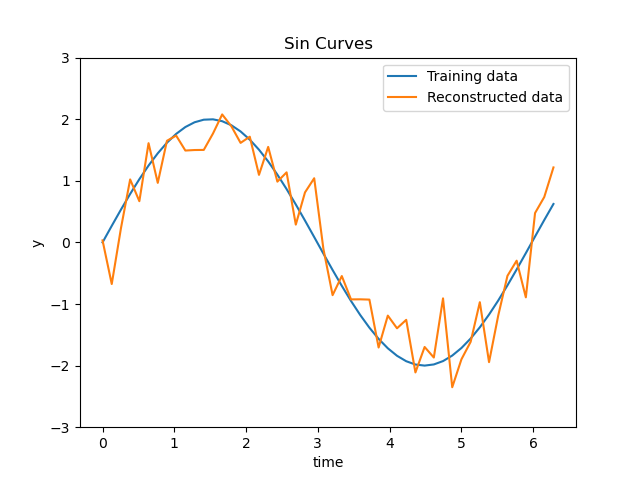 Sin Curves
Training data
Reconstructed data
3
2
1
0
−1
−2
−3
y
0 1 2 3 4 5 6
time